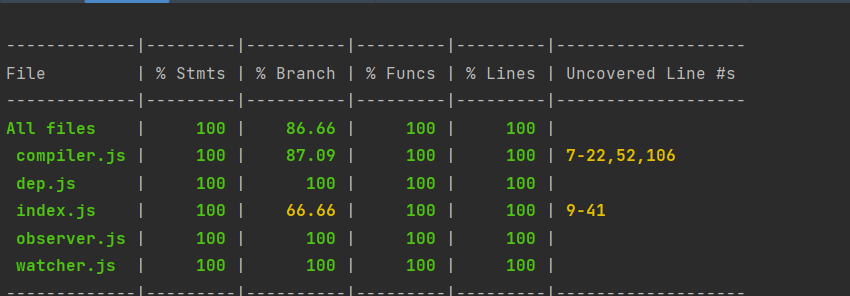 -------------|---------|----------|---------|---------|-------------------
File         | % Stmts | % Branch | % Funcs | % Lines | Uncovered Line #s
-------------|---------|----------|---------|---------|-------------------
All files    |     100 |    86.66 |     100 |     100 |
 compiler.js |     100 |    87.09 |     100 |     100 | 7-22,52,106
 dep.js      |     100 |      100 |     100 |     100 |
 index.js    |     100 |    66.66 |     100 |     100 | 9-41
 observer.js |     100 |      100 |     100 |     100 |
 watcher.js  |     100 |      100 |     100 |     100 |
-------------|---------|----------|---------|---------|-------------------